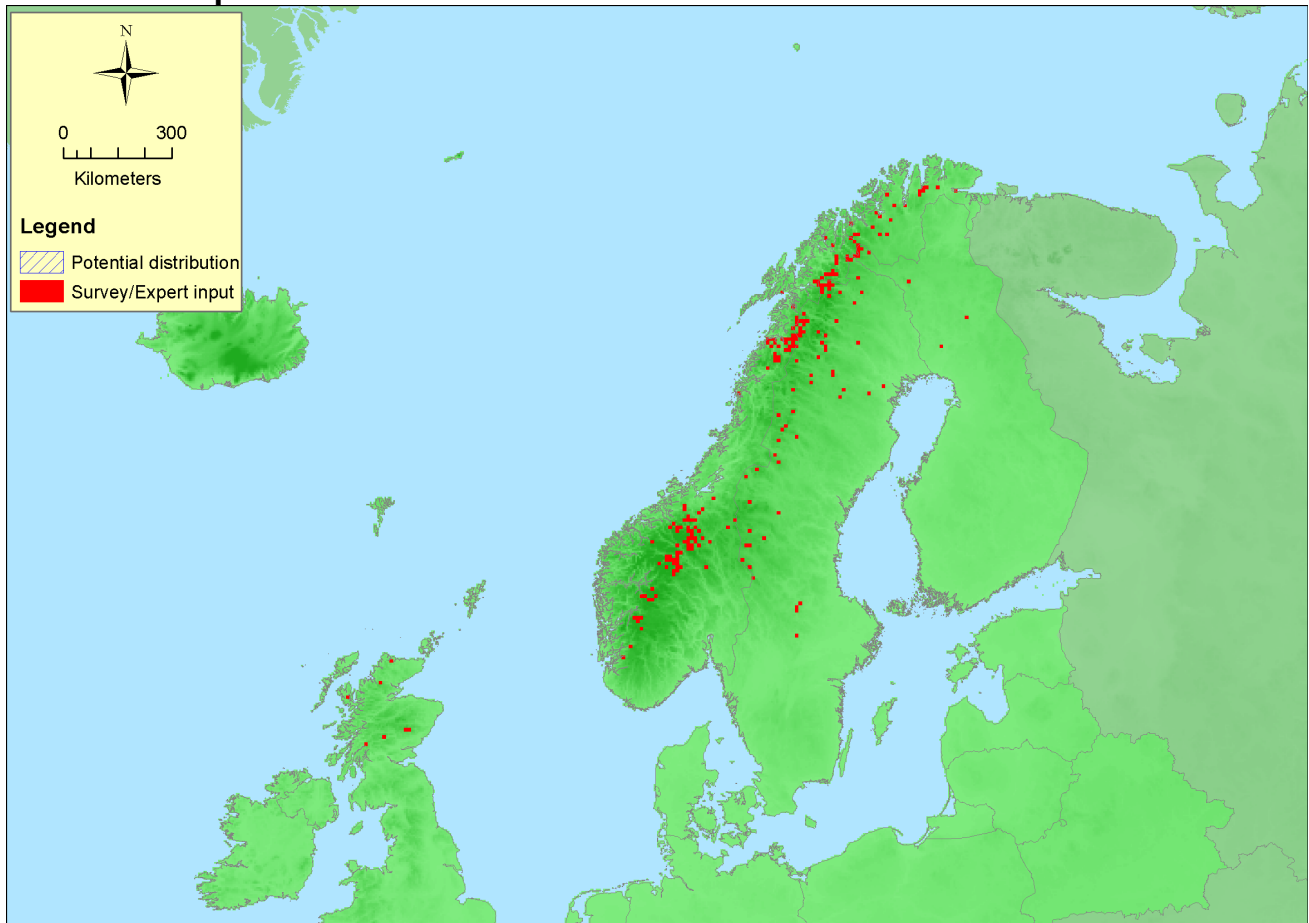 N
0 300
Kilometers
Legend
Potential distribution
Survey/Expert input